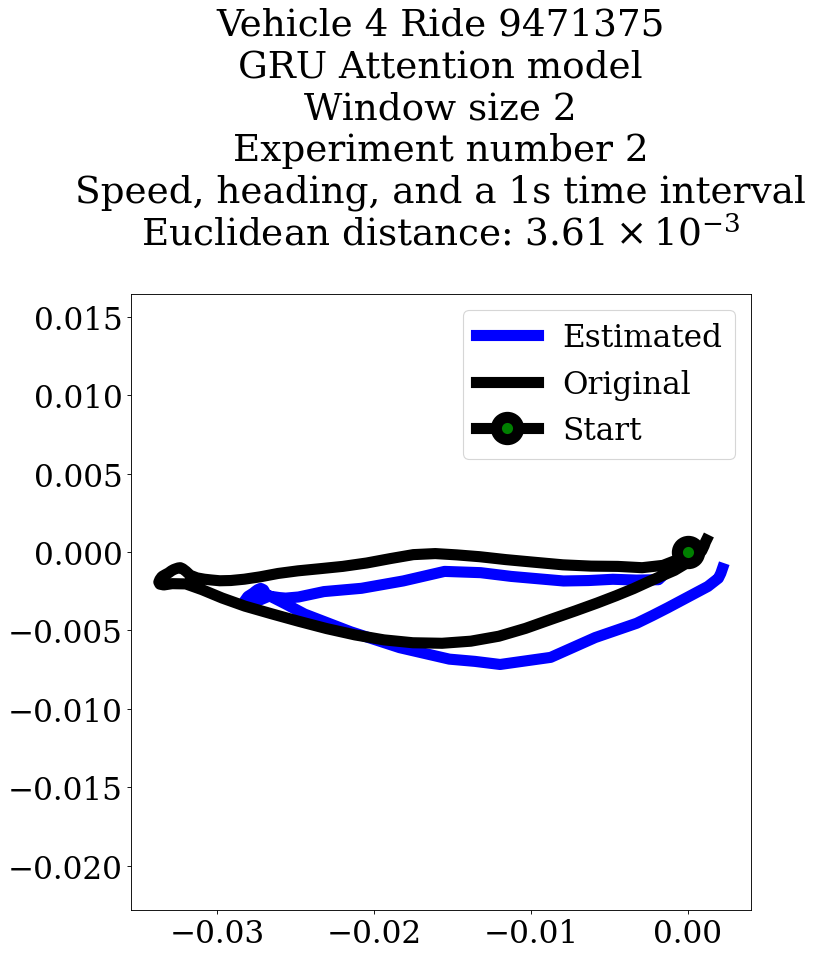 Vehicle 4 Ride 9471375
GRU Attention model
Window size 2
Experiment number 2
Speed, heading, and a 1s time interval
Euclidean distance: 3.61 × 10⁻³
Estimated
Original
Start
0.015
0.010
0.005
0.000
−0.005
−0.010
−0.015
−0.020
−0.03 −0.02 −0.01 0.00